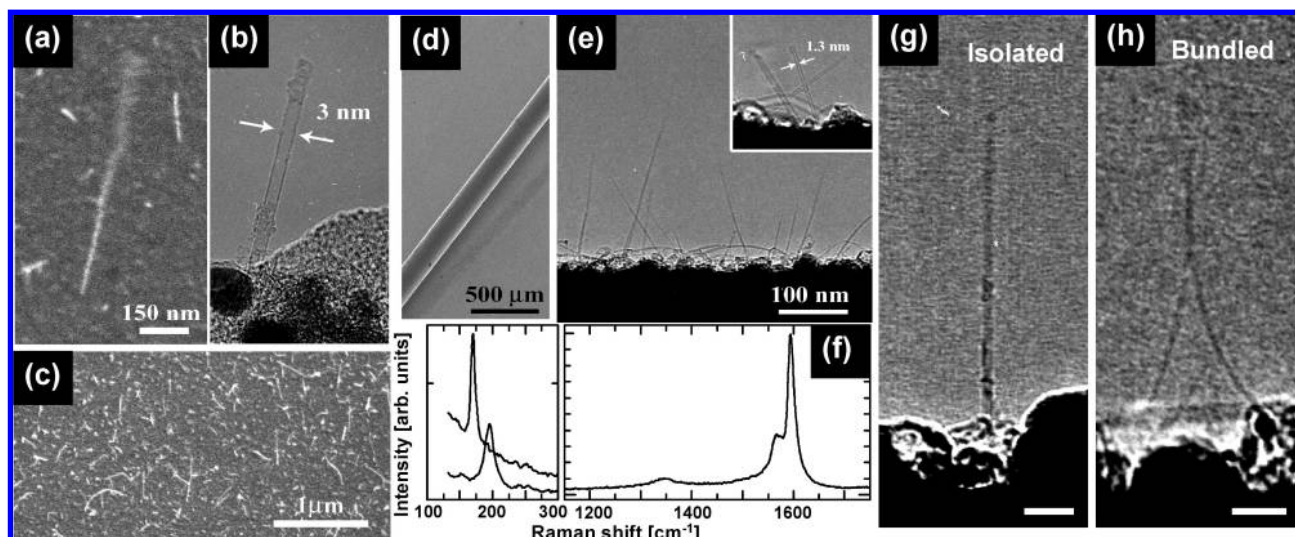 (a)
150 nm
(b)
3 nm
(c)
1μm
(d)
500 μm
(e)
1.3 nm
100 nm
(f)
Intensity [arb. units]
100 200 300 1200 1400 1600
Raman shift [cm⁻¹]
(g)
Isolated
(h)
Bundled